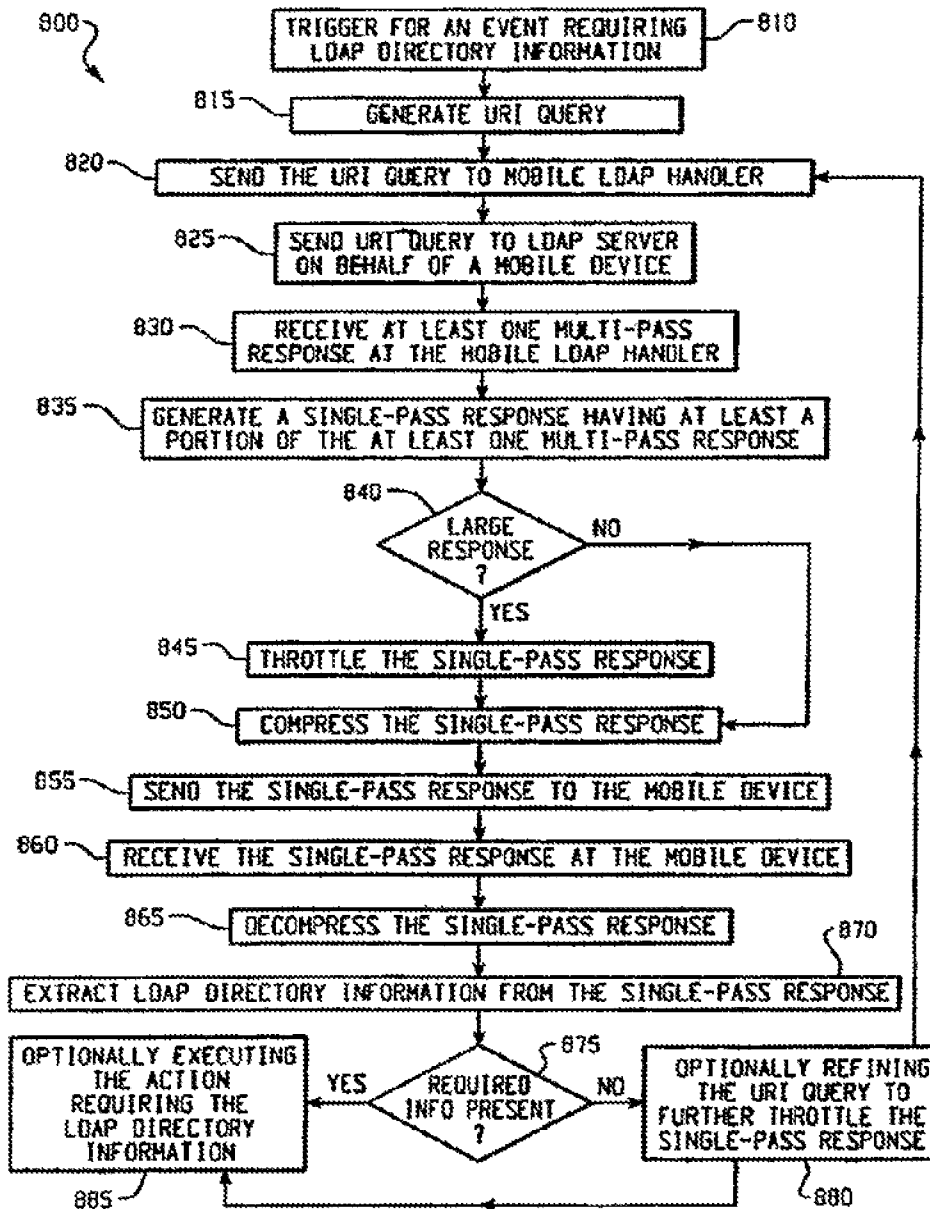 800
TRIGGER FOR AN EVENT REQUIRING
LDAP DIRECTORY INFORMATION
810
815
GENERATE URI QUERY
820
SEND THE URI QUERY TO MOBILE LDAP HANDLER
825
SEND URI QUERY TO LDAP SERVER
ON BEHALF OF A MOBILE DEVICE
830
RECEIVE AT LEAST ONE MULTI-PASS
RESPONSE AT THE MOBILE LDAP HANDLER
835
GENERATE A SINGLE-PASS RESPONSE HAVING AT LEAST A
PORTION OF THE AT LEAST ONE MULTI-PASS RESPONSE
840
LARGE
RESPONSE
?
NO
YES
845
THROTTLE THE SINGLE-PASS RESPONSE
850
COMPRESS THE SINGLE-PASS RESPONSE
855
SEND THE SINGLE-PASS RESPONSE TO THE MOBILE DEVICE
860
RECEIVE THE SINGLE-PASS RESPONSE AT THE MOBILE DEVICE
865
DECOMPRESS THE SINGLE-PASS RESPONSE
870
EXTRACT LDAP DIRECTORY INFORMATION FROM THE SINGLE-PASS RESPONSE
OPTIONALLY EXECUTING
THE ACTION
REQUIRING THE
LDAP DIRECTORY
INFORMATION
885
YES
875
REQUIRED
INFO PRESENT
?
NO
OPTIONALLY REFINING
THE URI QUERY TO
FURTHER THROTTLE THE
SINGLE-PASS RESPONSE
880